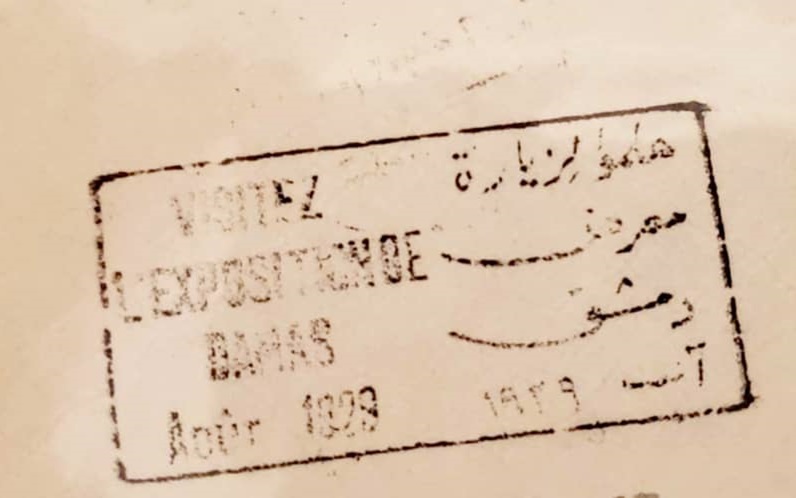 VISITEZ
L'EXPOSITION DE
DAMAS
Août 1929
هلموا لزيارة
معرض
دمشق
آب ١٩٢٩